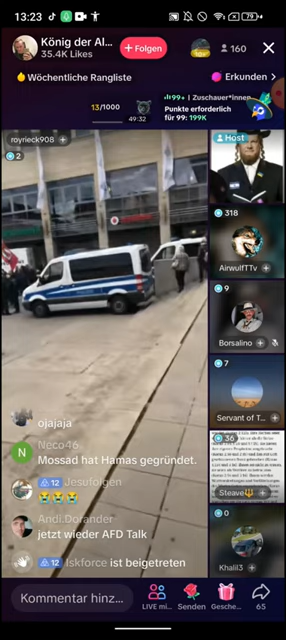 13:23
79
König der Al...
35.4K Likes
+ Folgen
160
Wöchentliche Rangliste
Erkunden >
13/1000
49:32
99+ | Zuschauer*innen
Punkte erforderlich
für 99: 199K
royrieck908 +
2
Host
318
AirwulfTTv +
9
Borsalino +
7
Servant of T... +
36
Steave🔱 +
0
Khalil3 +
ojajaja
N
Neco46
Mossad hat Hamas gegründet.
12 Jesufolgen
😭😭😭
Andi.Dorander
jetzt wieder AFD Talk
12 Iskforce ist beigetreten
Kommentar hinz...
LIVE mi...
Senden
Gesche...
65